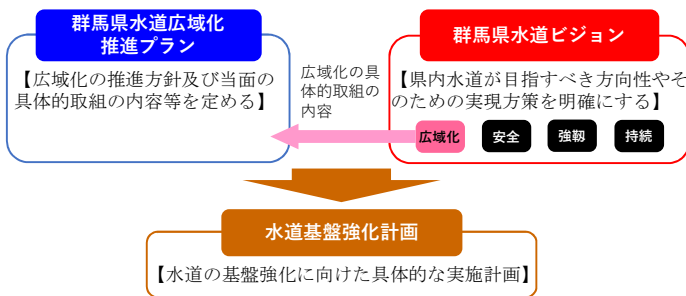 群馬県水道広域化
推進プラン
【広域化の推進方針及び当面の
具体的取組の内容等を定める】
広域化の具
体的取組の
内容
群馬県水道ビジョン
【県内水道が目指すべき方向性やそ
のための実現方策を明確にする】
広域化
安全
強靱
持続
水道基盤強化計画
【水道の基盤強化に向けた具体的な実施計画】